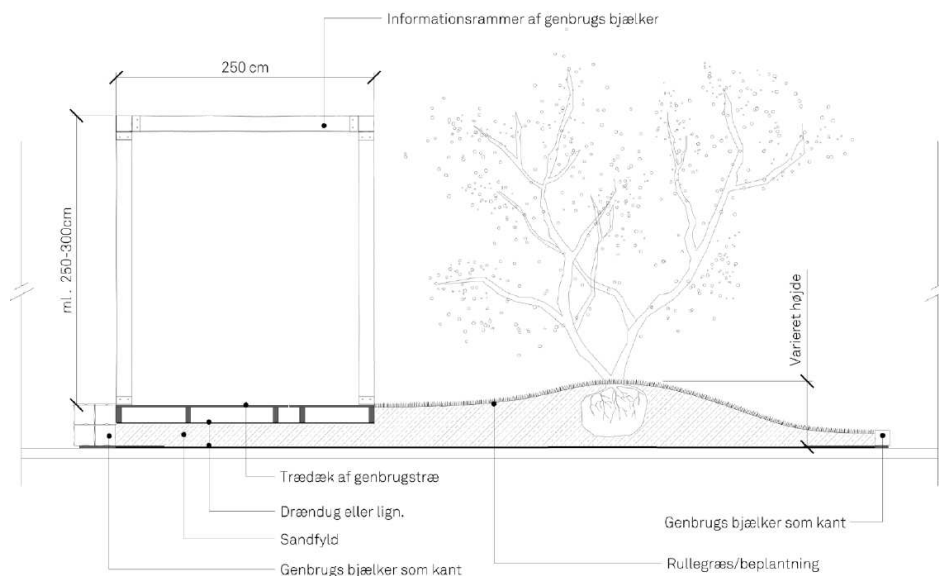 Informationsrammer af genbrugs bjælker
250 cm
ml. 250-300cm
Varieret højde
Trædæk af genbrugstræ
Drændug eller lign.
Sandfyld
Genbrugs bjælker som kant
Genbrugs bjælker som kant
Rullegræs/beplantning